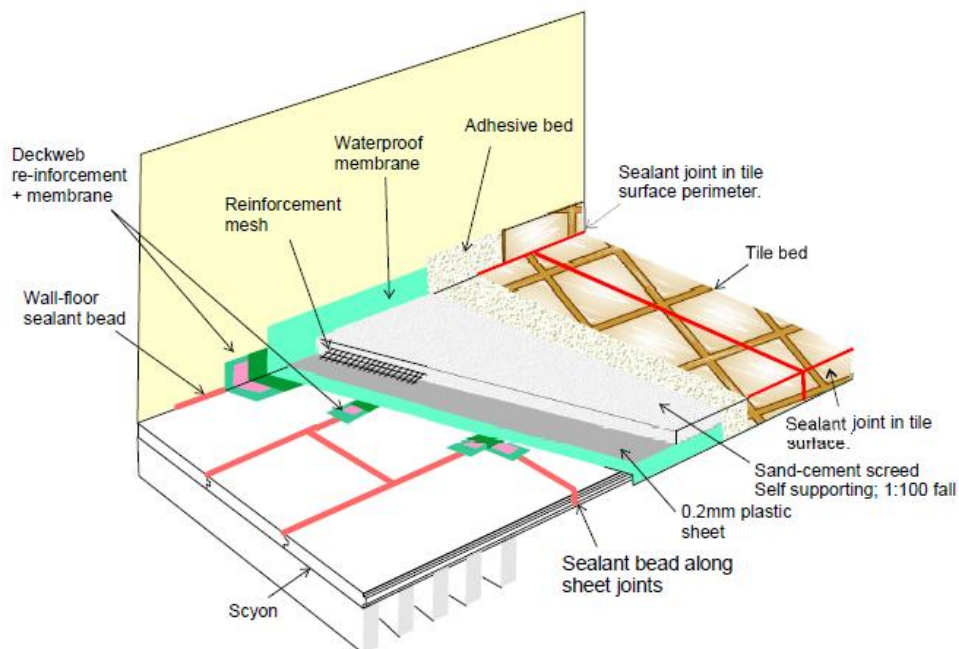 Deckweb
re-inforcement
+ membrane
Waterproof
membrane
Adhesive bed
Reinforcement
mesh
Sealant joint in tile
surface perimeter.
Tile bed
Wall-floor
sealant bead
Sealant joint in tile
surface.
Sand-cement screed
Self supporting; 1:100 fall
0.2mm plastic
sheet
Sealant bead along
sheet joints
Scyon